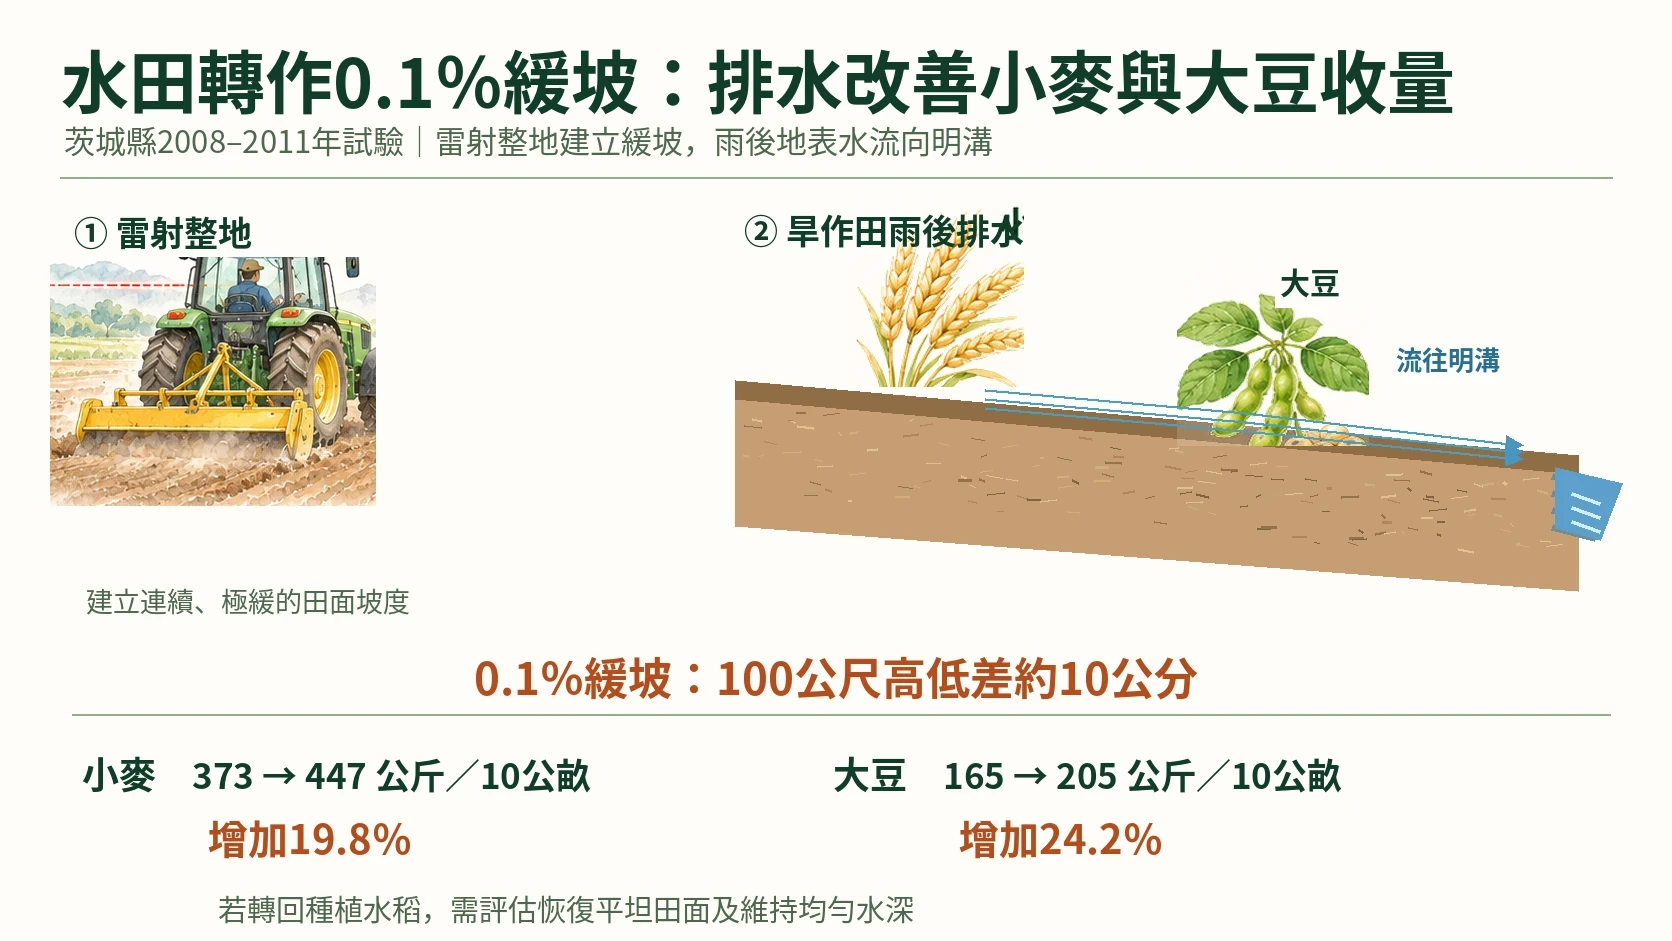 水田轉作0.1%緩坡：排水改善小麥與大豆收量
茨城縣2008–2011年試驗｜雷射整地建立緩坡，雨後地表水流向明溝
① 雷射整地
② 旱作田雨後排水
大豆
流往明溝
建立連續、極緩的田面坡度
0.1%緩坡：100公尺高低差約10公分
小麥　373 → 447 公斤／10公畝
增加19.8%
大豆　165 → 205 公斤／10公畝
增加24.2%
若轉回種植水稻，需評估恢復平坦田面及維持均勻水深